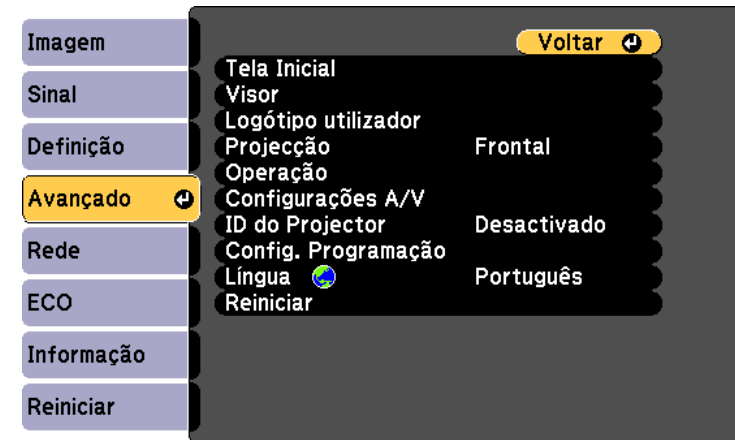 Imagem
Sinal
Definição
Avançado
Rede
ECO
Informação
Reiniciar
Voltar
Tela Inicial
Visor
Logótipo utilizador
Projecção Frontal
Operação
Configurações A/V
ID do Projector Desactivado
Config. Programação
Língua Português
Reiniciar